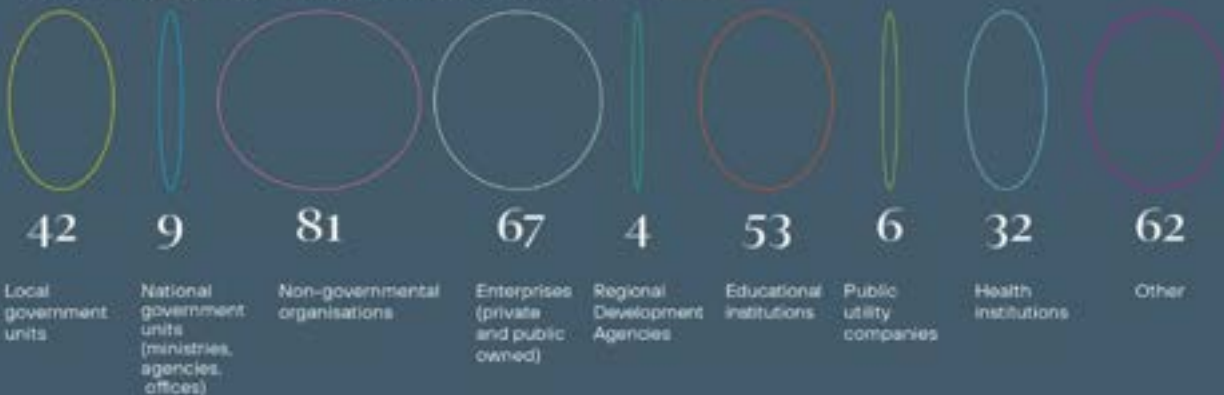 42
9
81
67
4
53
6
32
62
Local
government
units
National
government
units
(ministries,
agencies,
offices)
Non-governmental
organisations
Enterprises
(private
and public
owned)
Regional
Development
Agencies
Educational
institutions
Public
utility
companies
Health
institutions
Other